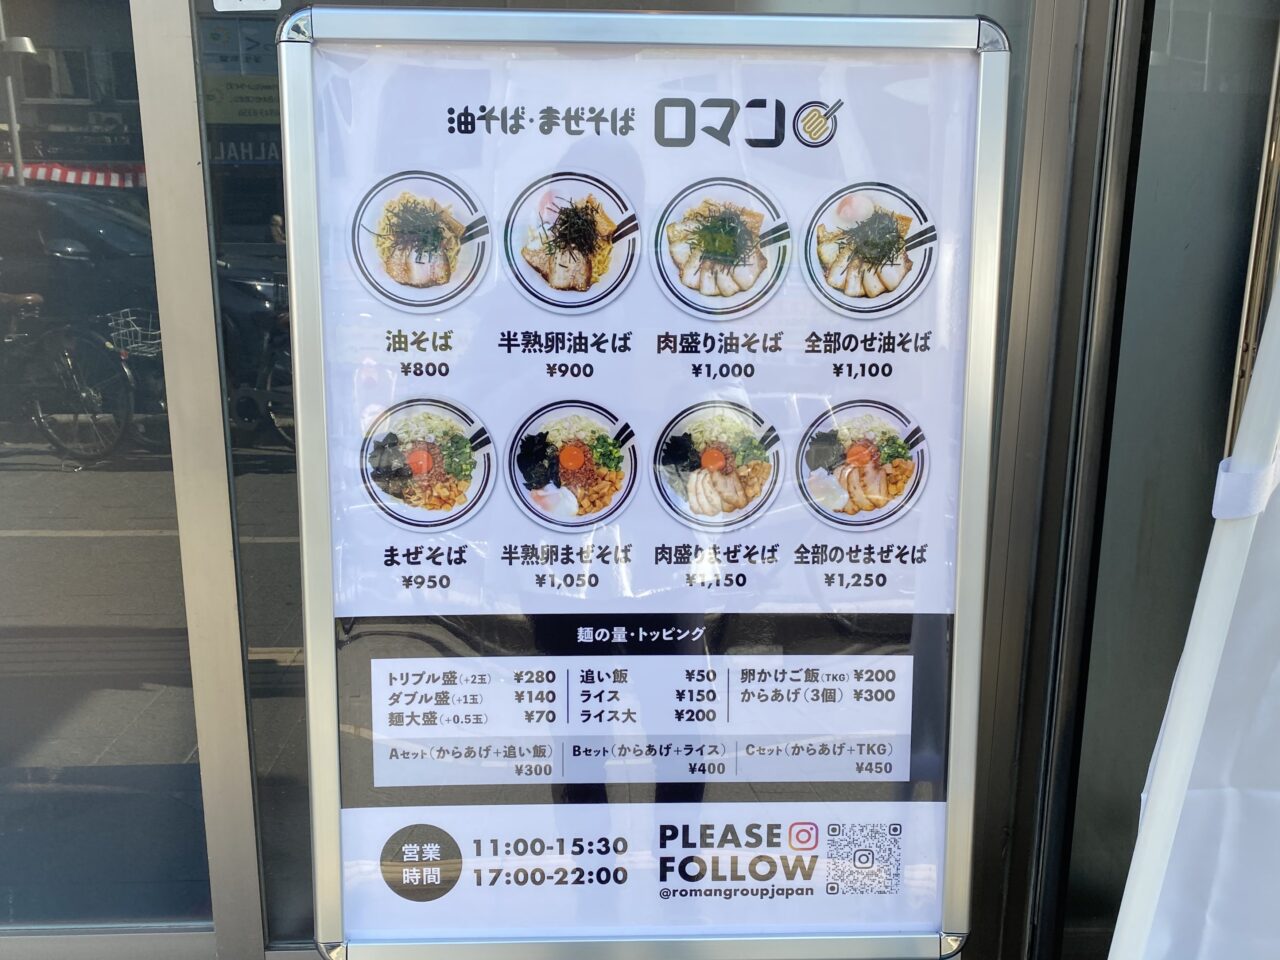 油そば・まぜそば ロマン
油そば 半熟卵油そば 肉盛り油そば 全部のせ油そば
¥800 ¥900 ¥1,000 ¥1,100
まぜそば 半熟卵まぜそば 肉盛りまぜそば 全部のせまぜそば
¥950 ¥1,050 ¥1,150 ¥1,250
麺の量・トッピング
トリプル盛(+2玉) ¥280 追い飯 ¥50 卵かけご飯(TKG) ¥200
ダブル盛(+1玉) ¥140 ライス ¥150 からあげ(3個) ¥300
麺大盛(+0.5玉) ¥70 ライス大 ¥200
Aセット(からあげ+追い飯) Bセット(からあげ+ライス) Cセット(からあげ+TKG)
¥300 ¥400 ¥450
営業時間
11:00-15:30
17:00-22:00
PLEASE
FOLLOW
@romangroupjapan